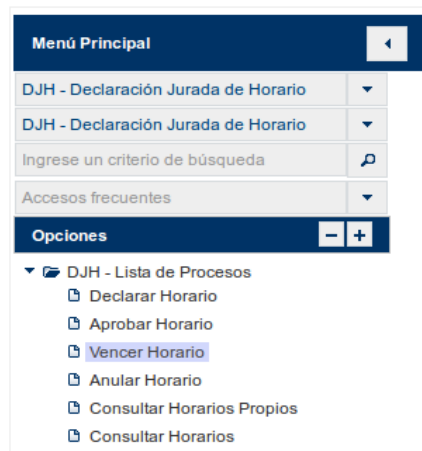 Menú Principal
DJH - Declaración Jurada de Horario
DJH - Declaración Jurada de Horario
Ingrese un criterio de búsqueda
Accesos frecuentes
Opciones
DJH - Lista de Procesos
Declarar Horario
Aprobar Horario
Vencer Horario
Anular Horario
Consultar Horarios Propios
Consultar Horarios